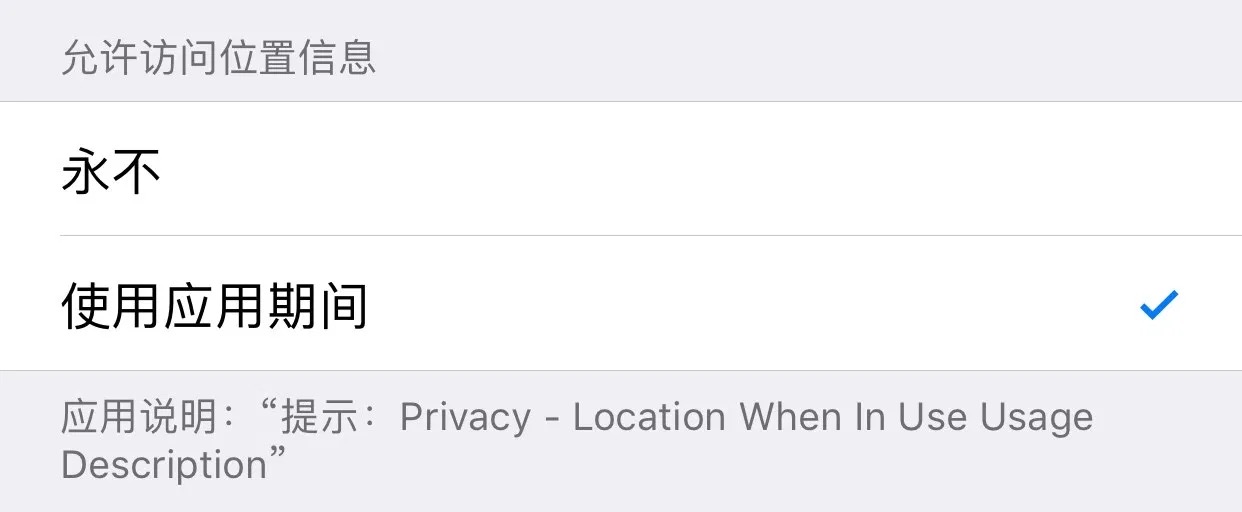 允许访问位置信息
永不
使用应用期间
应用说明：“提示：Privacy - Location When In Use Usage
Description”